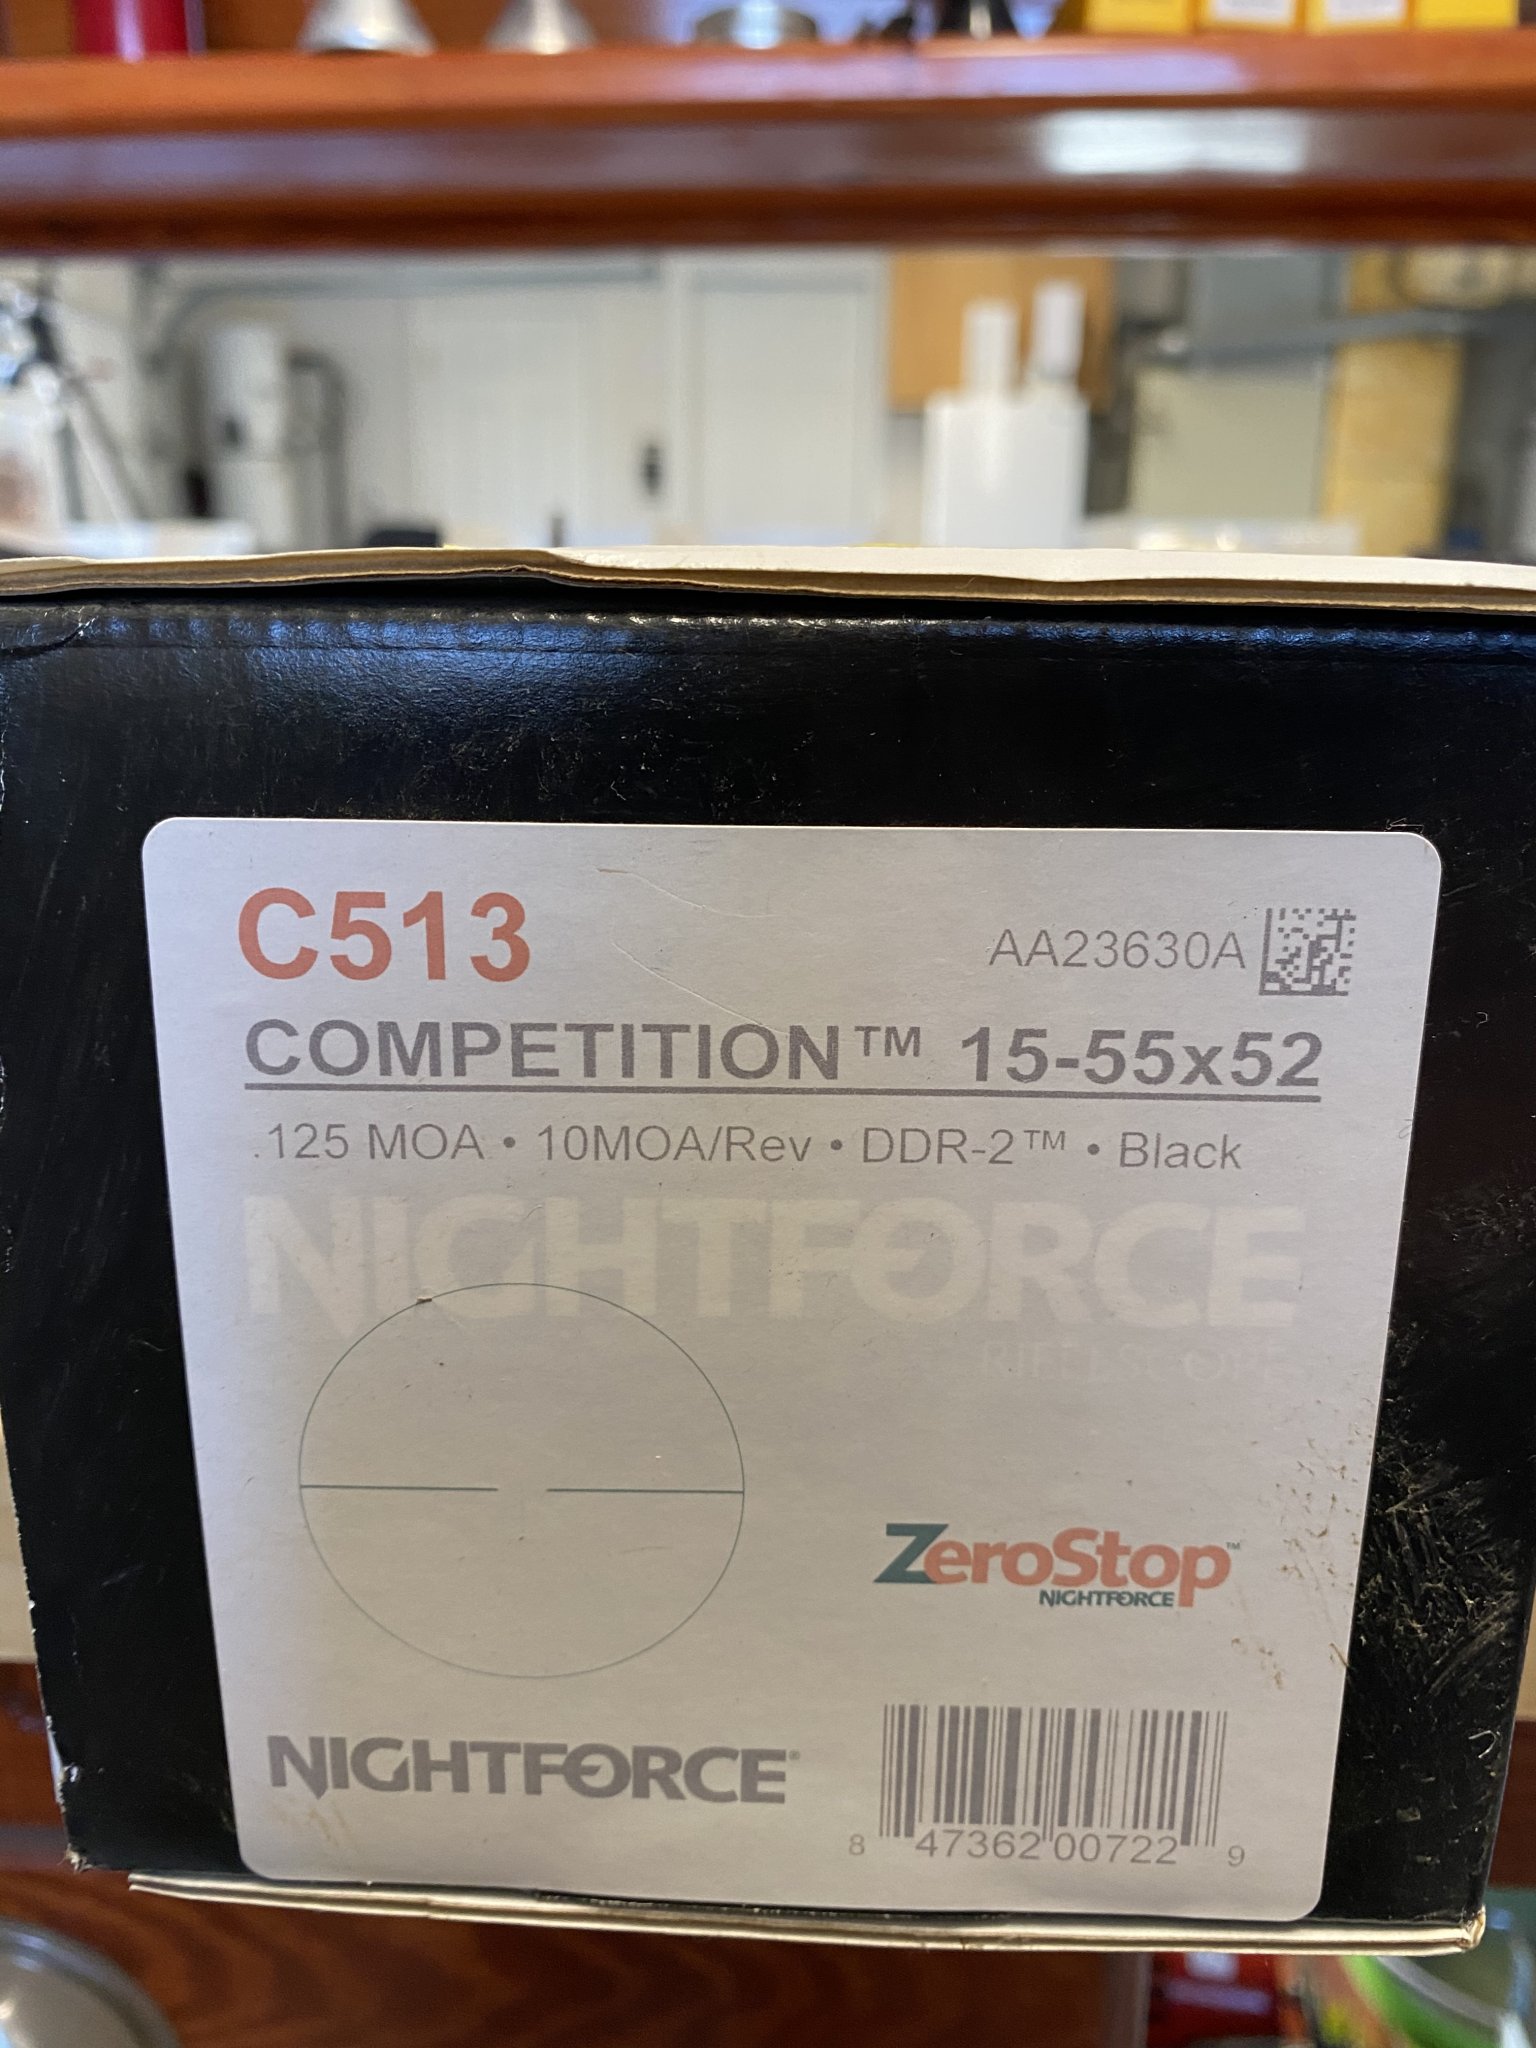 C513
AA23630A
COMPETITION™ 15-55x52
.125 MOA • 10MOA/Rev • DDR-2™ • Black
NIGHTFORCE
ZeroStop™
NIGHTFORCE
NIGHTFORCE®
8 47362 00722 9